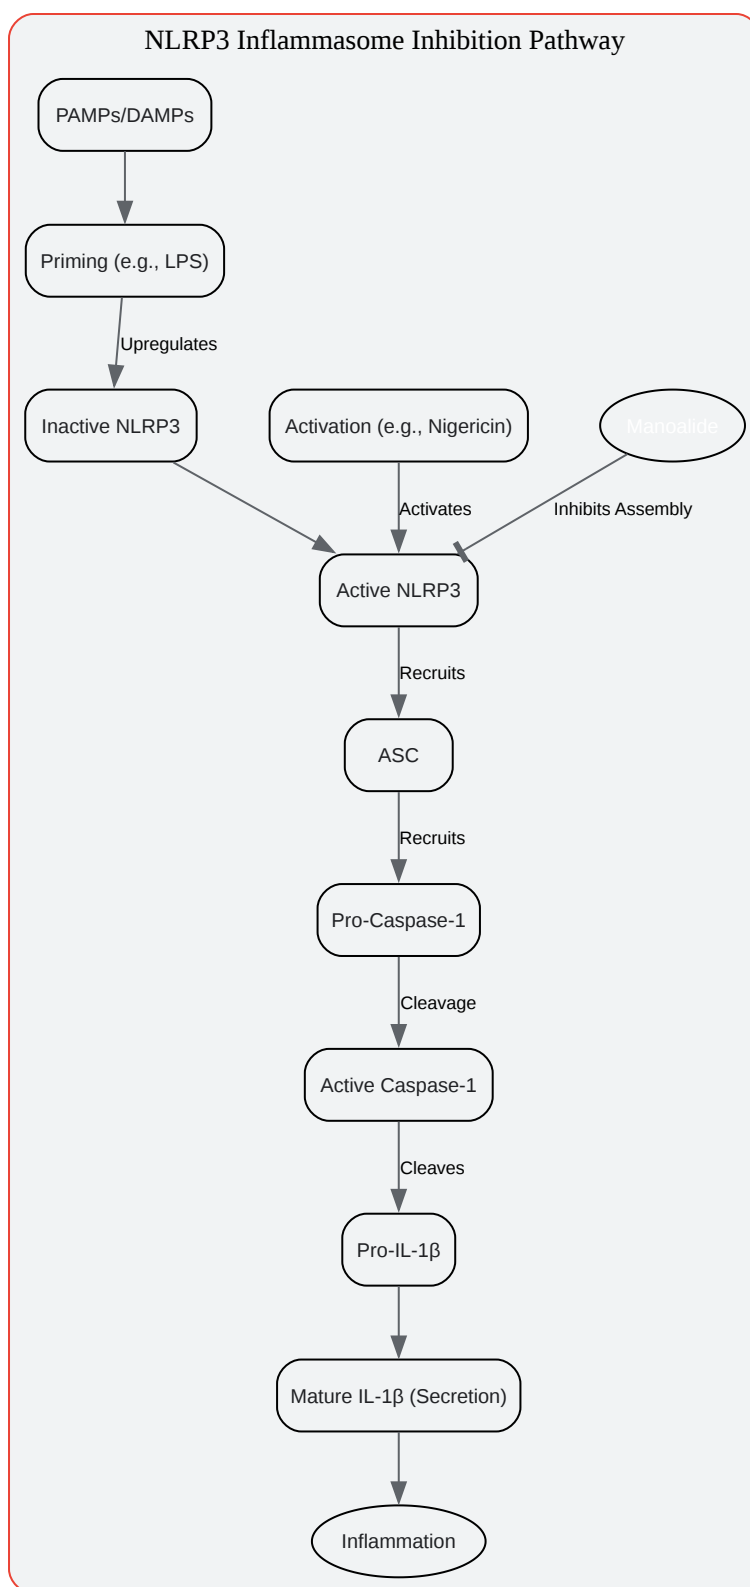 NLRP3 Inflammasome Inhibition Pathway
PAMPs/DAMPs
Priming (e.g., LPS)
Upregulates
Inactive NLRP3
Activation (e.g., Nigericin)
Manoalide
Activates
Inhibits Assembly
Active NLRP3
Recruits
ASC
Recruits
Pro-Caspase-1
Cleavage
Active Caspase-1
Cleaves
Pro-IL-1β
Mature IL-1β (Secretion)
Inflammation